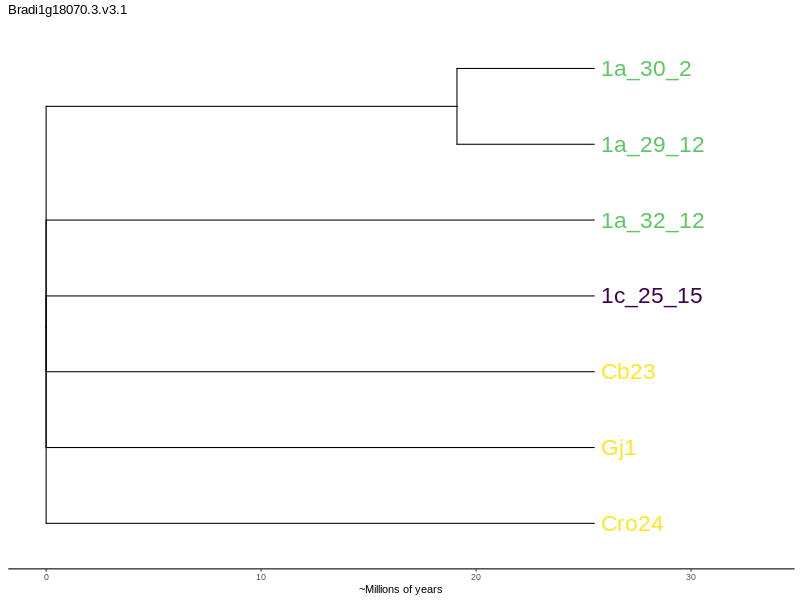 Bradi1g18070.3.v3.1
1a_30_2
1a_29_12
1a_32_12
1c_25_15
Cb23
Gj1
Cro24
0 10 20 30
~Millions of years